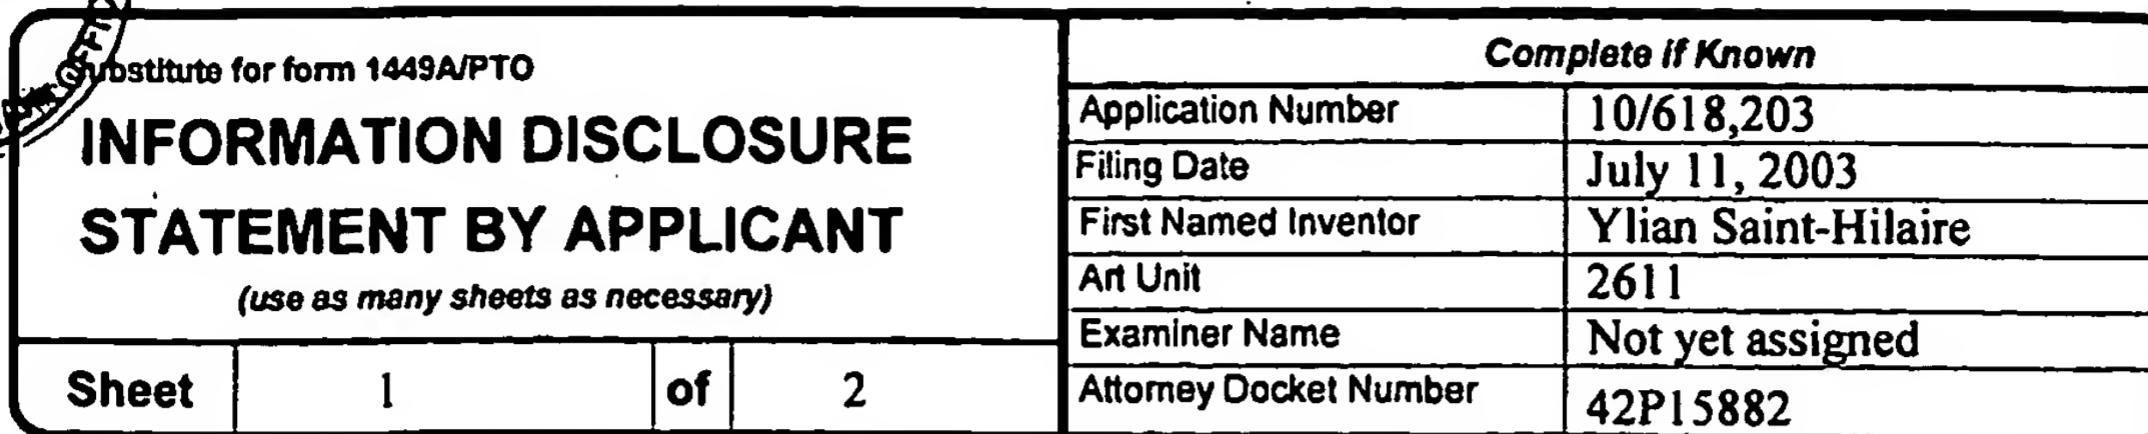 Substitute for form 1449A/PTO
INFORMATION DISCLOSURE
STATEMENT BY APPLICANT
(use as many sheets as necessary)
Sheet 1 of 2
Complete if Known
Application Number 10/618,203
Filing Date July 11, 2003
First Named Inventor Ylian Saint-Hilaire
Art Unit 2611
Examiner Name Not yet assigned
Attorney Docket Number 42P15882